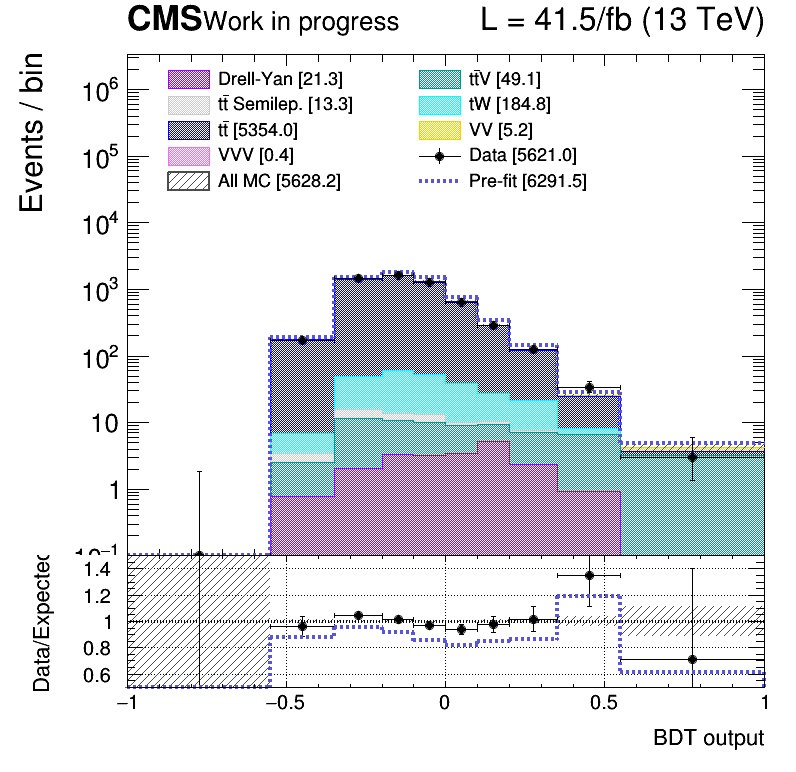 CMS Work in progress L = 41.5/fb (13 TeV)
Events / bin
Drell-Yan [21.3] tt̄V [49.1]
tt̄ Semilep. [13.3] tW [184.8]
tt̄ [5354.0] VV [5.2]
VVV [0.4] Data [5621.0]
All MC [5628.2] Pre-fit [6291.5]
10⁶
10⁵
10⁴
10³
10²
10
1
10⁻¹
Data/Expected
1.4
1.2
1
0.8
0.6
−1 −0.5 0 0.5 1
BDT output